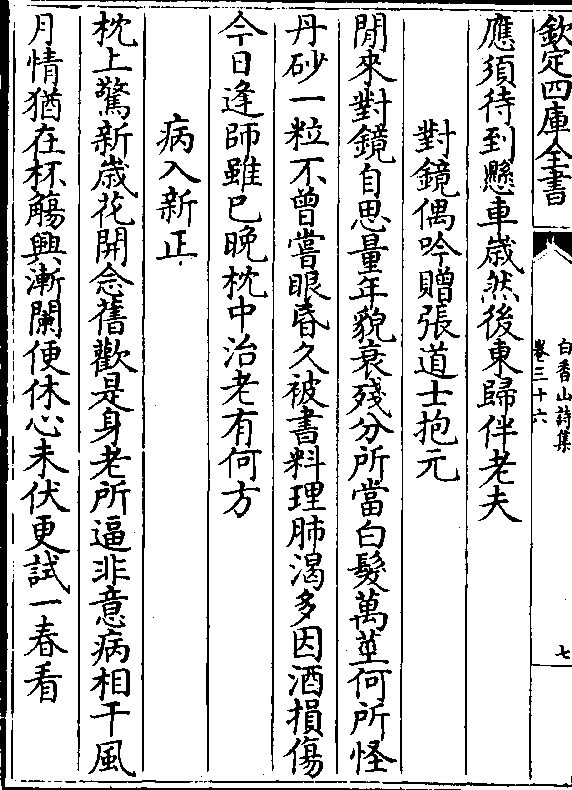 欽定四庫全書
白香山詩集
卷三十六
七
應須待到懸車歲然後東歸伴老夫
對鏡偶吟贈張道士抱元
閒來對鏡自思量年貌衰殘分所當白髮萬莖何所怪
丹砂一粒不曾嘗眼昏久被書料理肺渴多因酒損傷
今日逢師雖已晚枕中治老有何方
病入新正
枕上驚新歲花開念舊歡是身老所逼非意病相干風
月情猶在杯觴興漸闌便休心未伏更試一春看